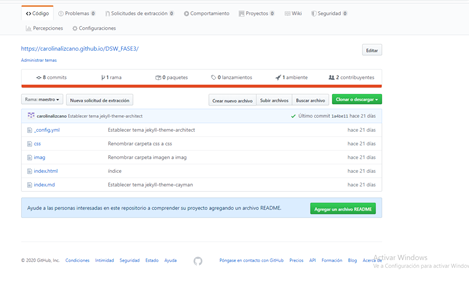 Código Problemas 0 Solicitudes de extracción 0 Comportamiento Proyectos 0 Wiki Seguridad 0
Percepciones Configuraciones
https://carolinalizcano.github.io/DSW_FASE3/ Editar
Administrar temas
8 commits 1 rama 0 paquetes 0 lanzamientos 1 ambiente 2 contribuyentes
Rama: maestro Nueva solicitud de extracción Crear nuevo archivo Subir archivo Buscar archivo Clonar o descargar
carolinalizcano Establecer tema jekyll-theme-architect Último commit hace 21 días
_config.yml Establecer tema jekyll-theme-architect hace 21 días
css Renombrar carpeta css a css hace 21 días
imag Renombrar carpeta imagen a imag hace 21 días
index.html indice hace 21 días
index.md Establecer tema jekyll-theme-cayman hace 21 días
Ayude a las personas interesadas en este repositorio a comprender su proyecto agregando un archivo README. Agregar un archivo README
© 2020 GitHub, Inc. Condiciones Intimidad Seguridad Estado Ayuda Póngase en contacto con GitHub Precios API Formación Blog Acerca de
Activar Windows
Ve a Configuración para activar Windows